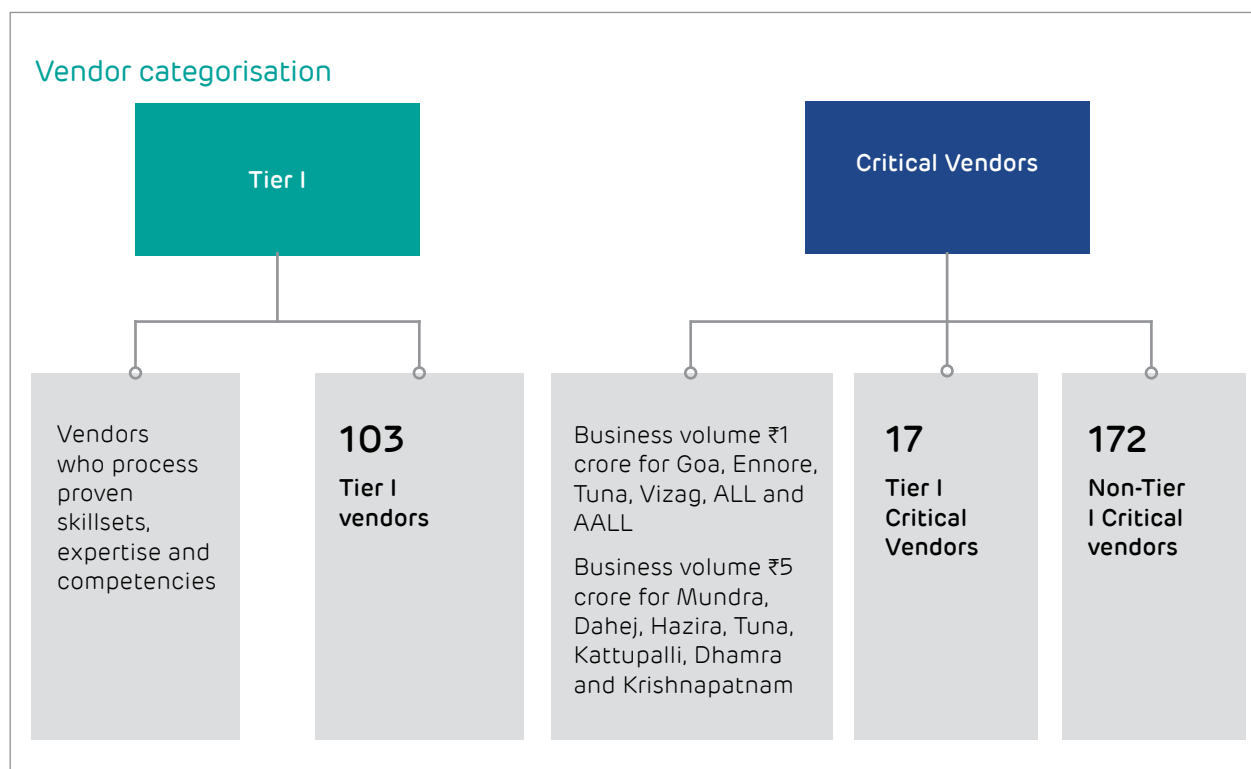 Vendor categorisation
Tier I
Critical Vendors
Vendors
who process
proven
skillsets,
expertise and
competencies
103
Tier I
vendors
Business volume ₹1
crore for Goa, Ennore,
Tuna, Vizag, ALL and
AALL
Business volume ₹5
crore for Mundra,
Dahej, Hazira, Tuna,
Kattupalli, Dhamra
and Krishnapatnam
17
Tier I
Critical
Vendors
172
Non-Tier
I Critical
vendors